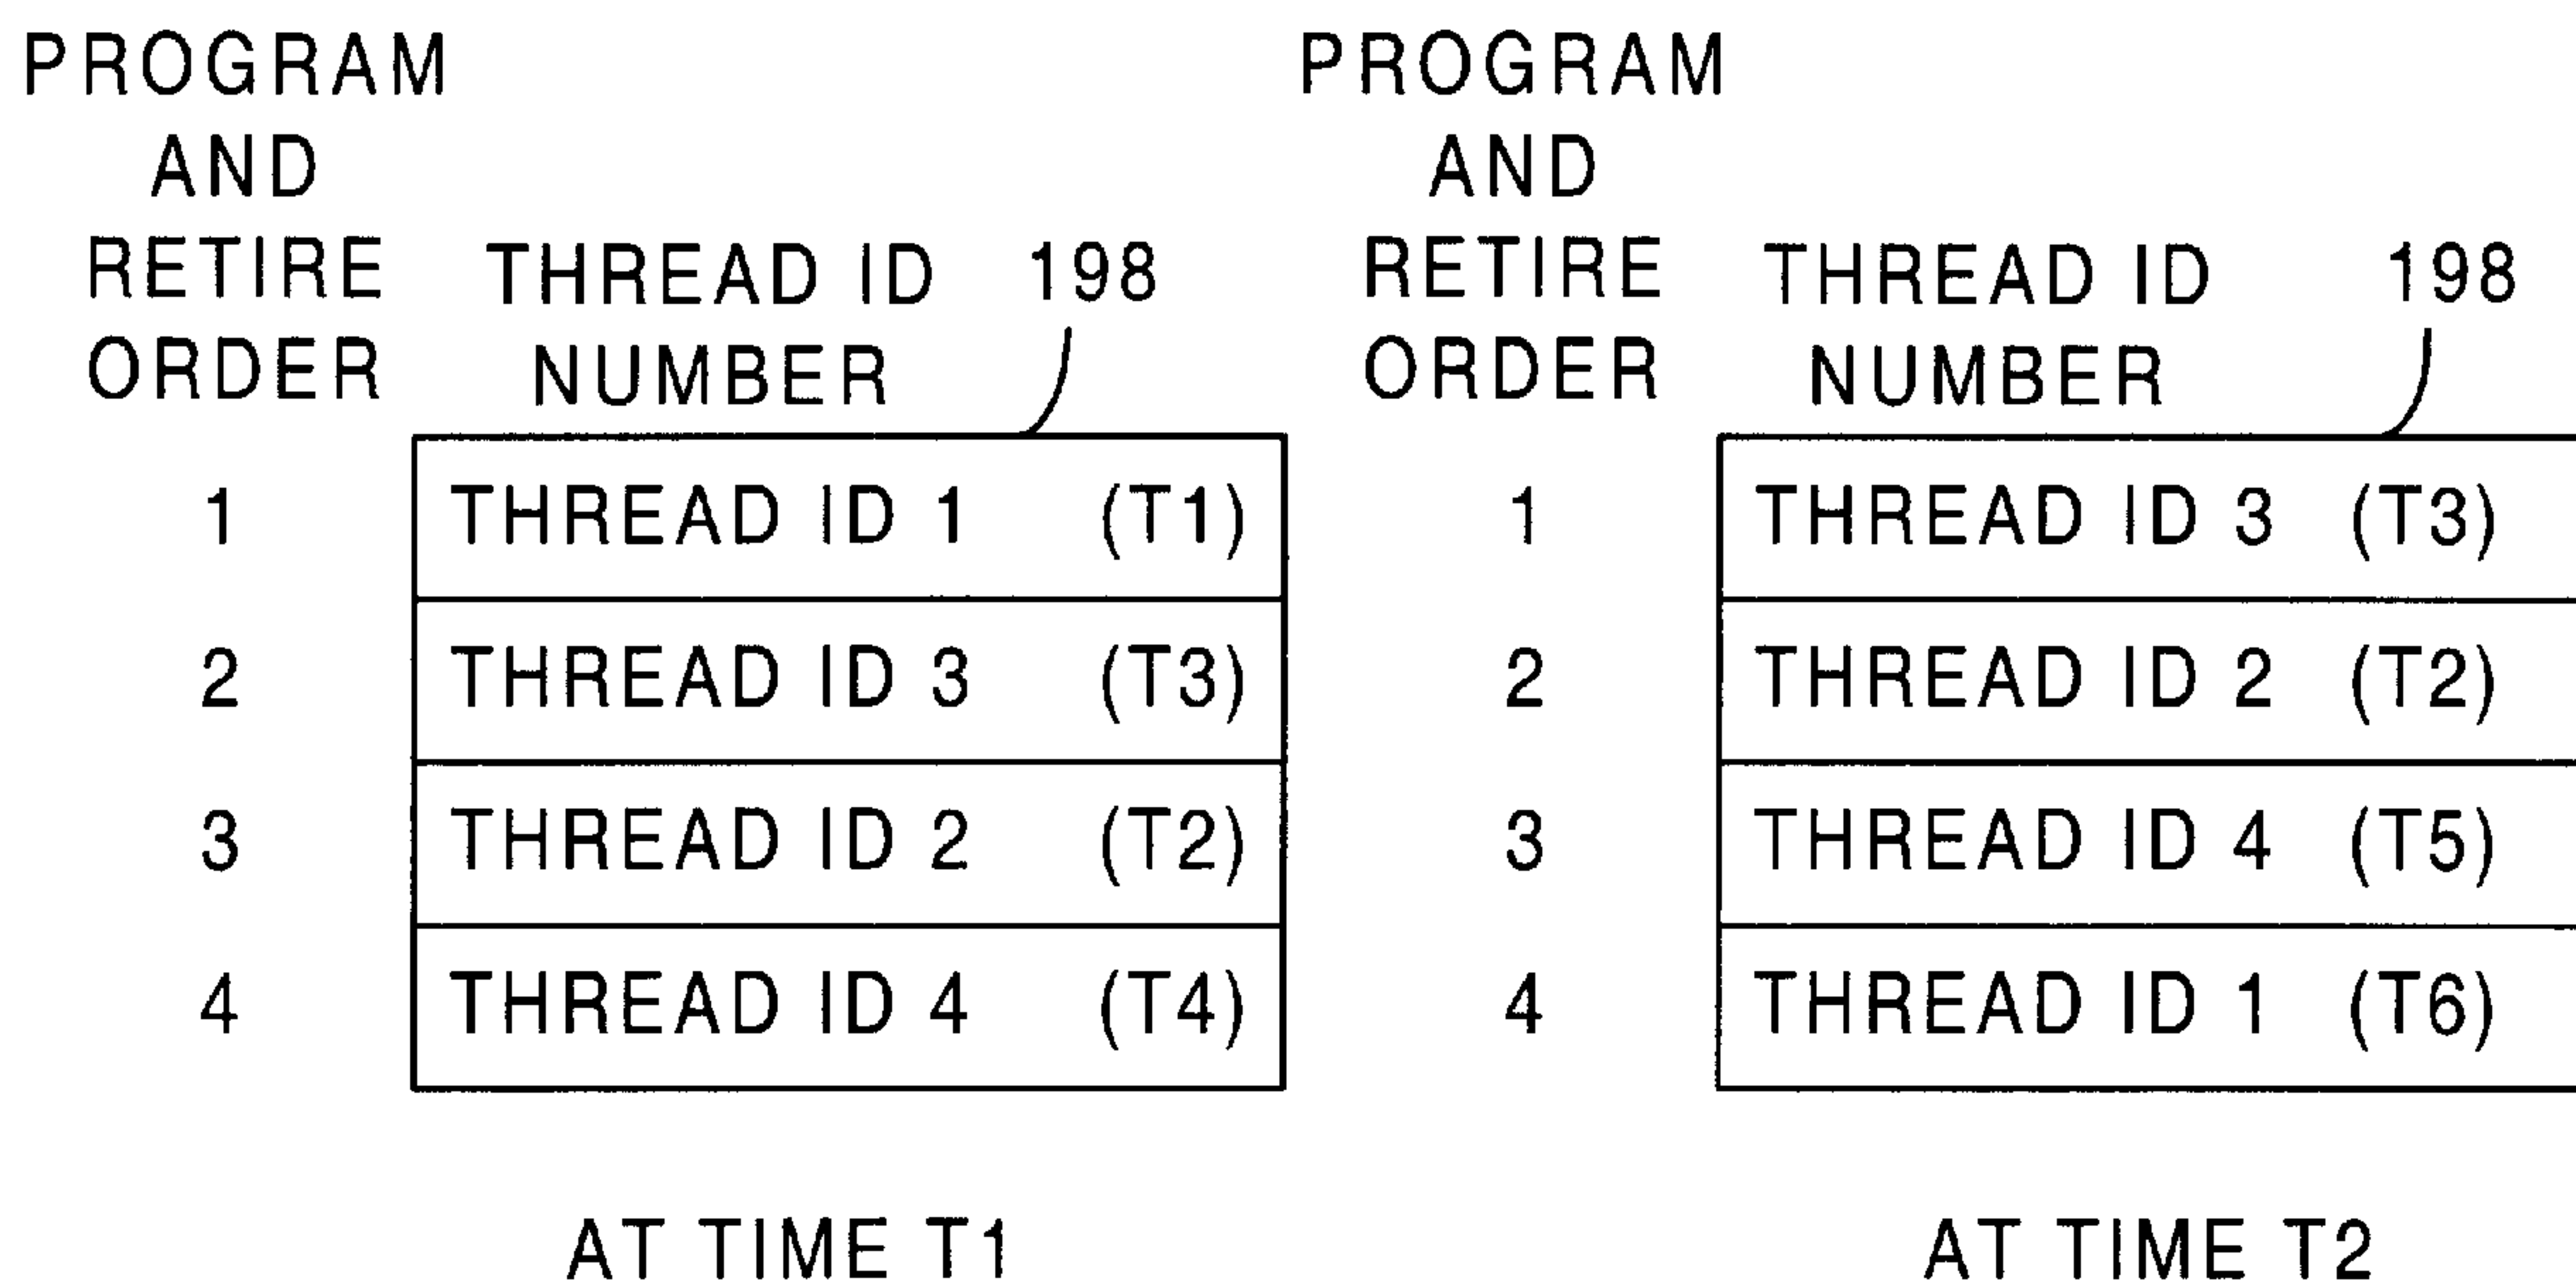 PROGRAM
AND
RETIRE
ORDER
THREAD ID
NUMBER
198
1 THREAD ID 1 (T1)
2 THREAD ID 3 (T3)
3 THREAD ID 2 (T2)
4 THREAD ID 4 (T4)
AT TIME T1
PROGRAM
AND
RETIRE
ORDER
THREAD ID
NUMBER
198
1 THREAD ID 3 (T3)
2 THREAD ID 2 (T2)
3 THREAD ID 4 (T5)
4 THREAD ID 1 (T6)
AT TIME T2